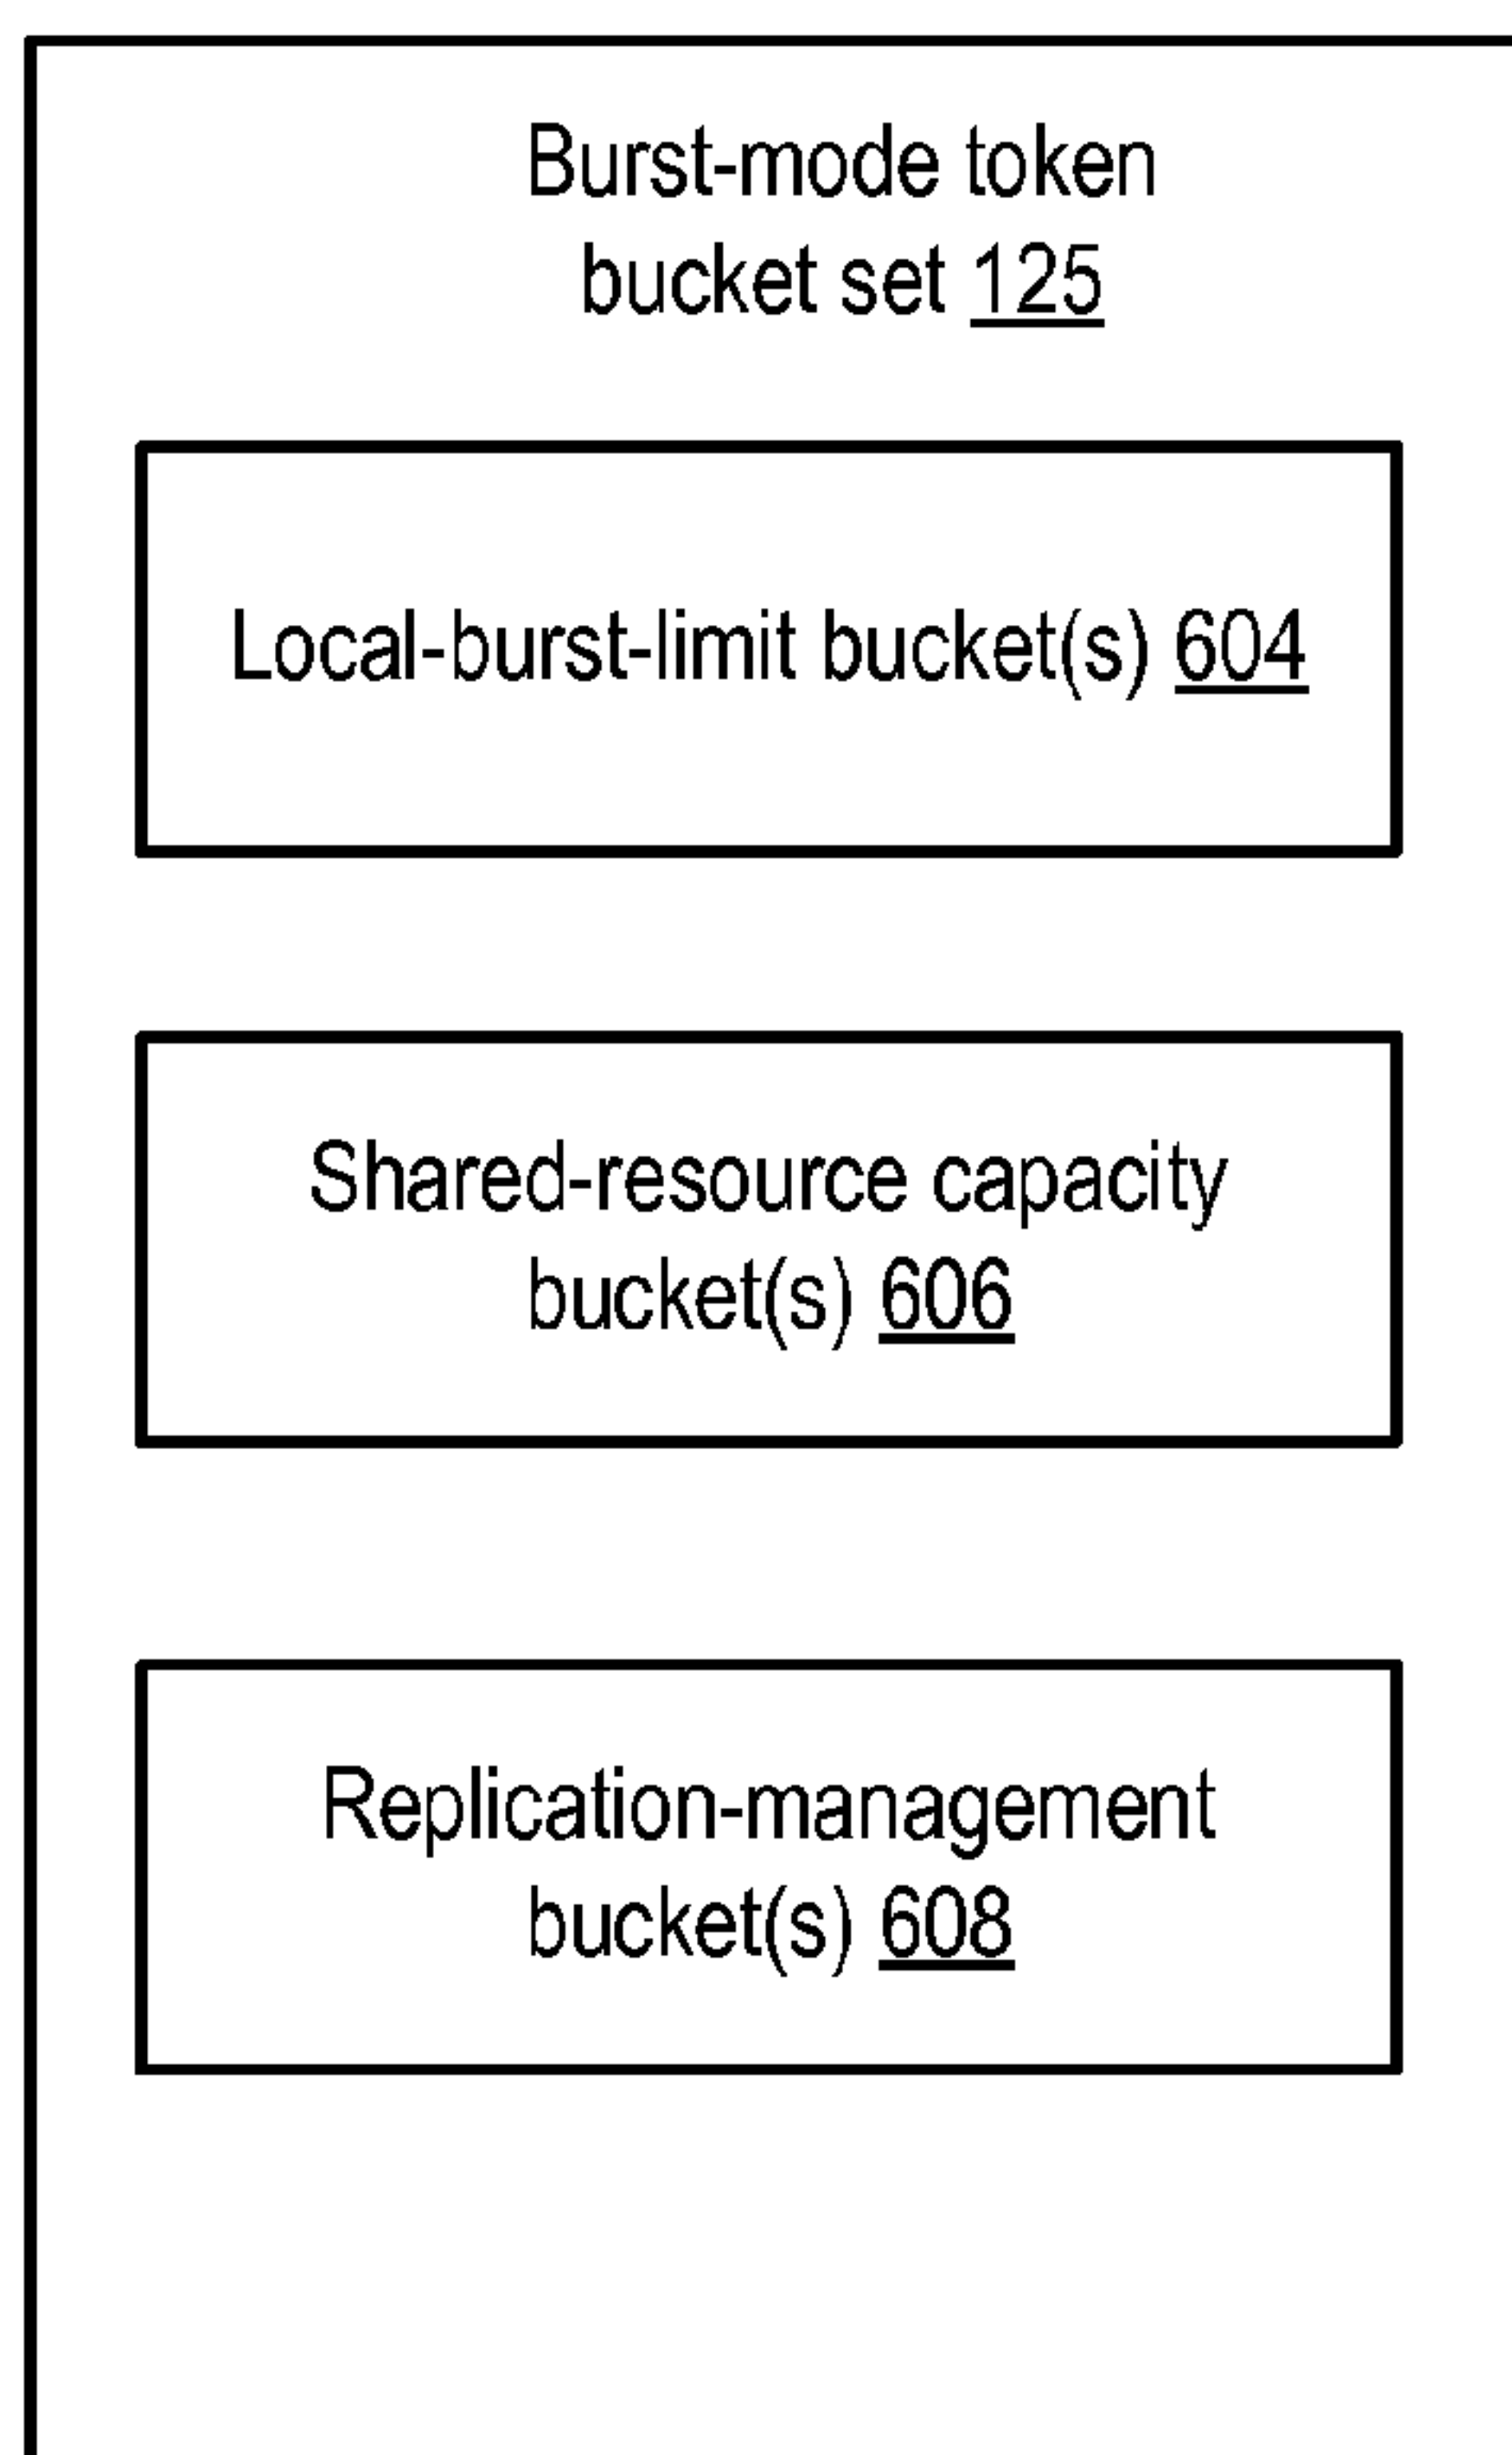 Burst-mode token
bucket set 125
Local-burst-limit bucket(s) 604
Shared-resource capacity
bucket(s) 606
Replication-management
bucket(s) 608